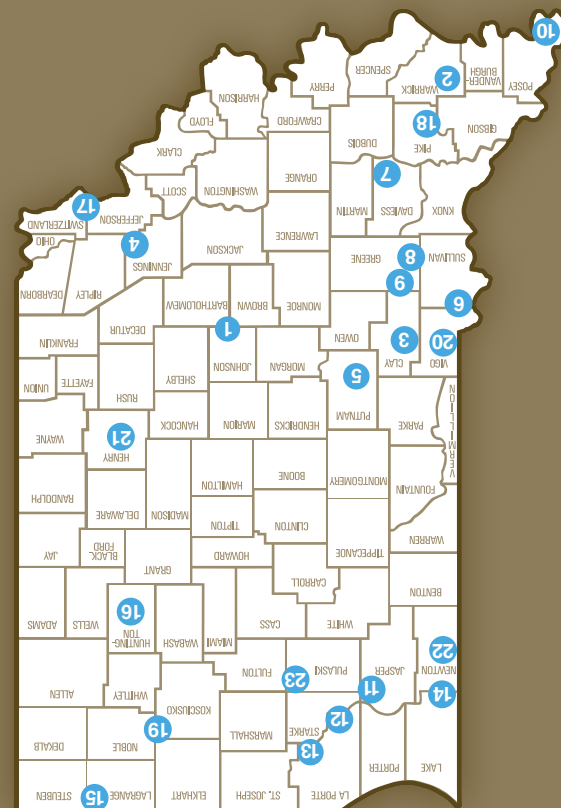 LAKE
PORTER
LA PORTE
ST. JOSEPH
ELKHART
LAGRANGE
15
STEUBEN
13
12
STARKE
MARSHALL
19
NOBLE
DEKALB
14
11
KOSCIUSKO
WHITLEY
ALLEN
22
NEWTON
JASPER
23
PULASKI
FULTON
HUNTING-
TON
16
MIAMI
WABASH
WELLS
ADAMS
WHITE
CASS
BENTON
CARROLL
GRANT
BLACK-
FORD
JAY
WARREN
TIPPECANOE
HOWARD
CLINTON
TIPTON
MADISON
DELAWARE
RANDOLPH
FOUNTAIN
MONTGOMERY
BOONE
HAMILTON
HENRY
21
WAYNE
VERMILLION
PARKE
PUTNAM
5
HENDRICKS
MARION
HANCOCK
RUSH
FAYETTE
UNION
VIGO
20
CLAY
3
OWEN
MORGAN
JOHNSON
1
SHELBY
DECATUR
FRANKLIN
6
9
MONROE
BROWN
BARTHOLOMEW
RIPLEY
DEARBORN
SULLIVAN
8
GREENE
LAWRENCE
JACKSON
JENNINGS
4
OHIO
KNOX
DAVIESS
7
MARTIN
ORANGE
WASHINGTON
SCOTT
JEFFERSON
17
SWITZERLAND
GIBSON
PIKE
18
DUBOIS
CRAWFORD
FLOYD
CLARK
HARRISON
POSEY
10
VANDER-
BURGH
WARRICK
2
SPENCER
PERRY